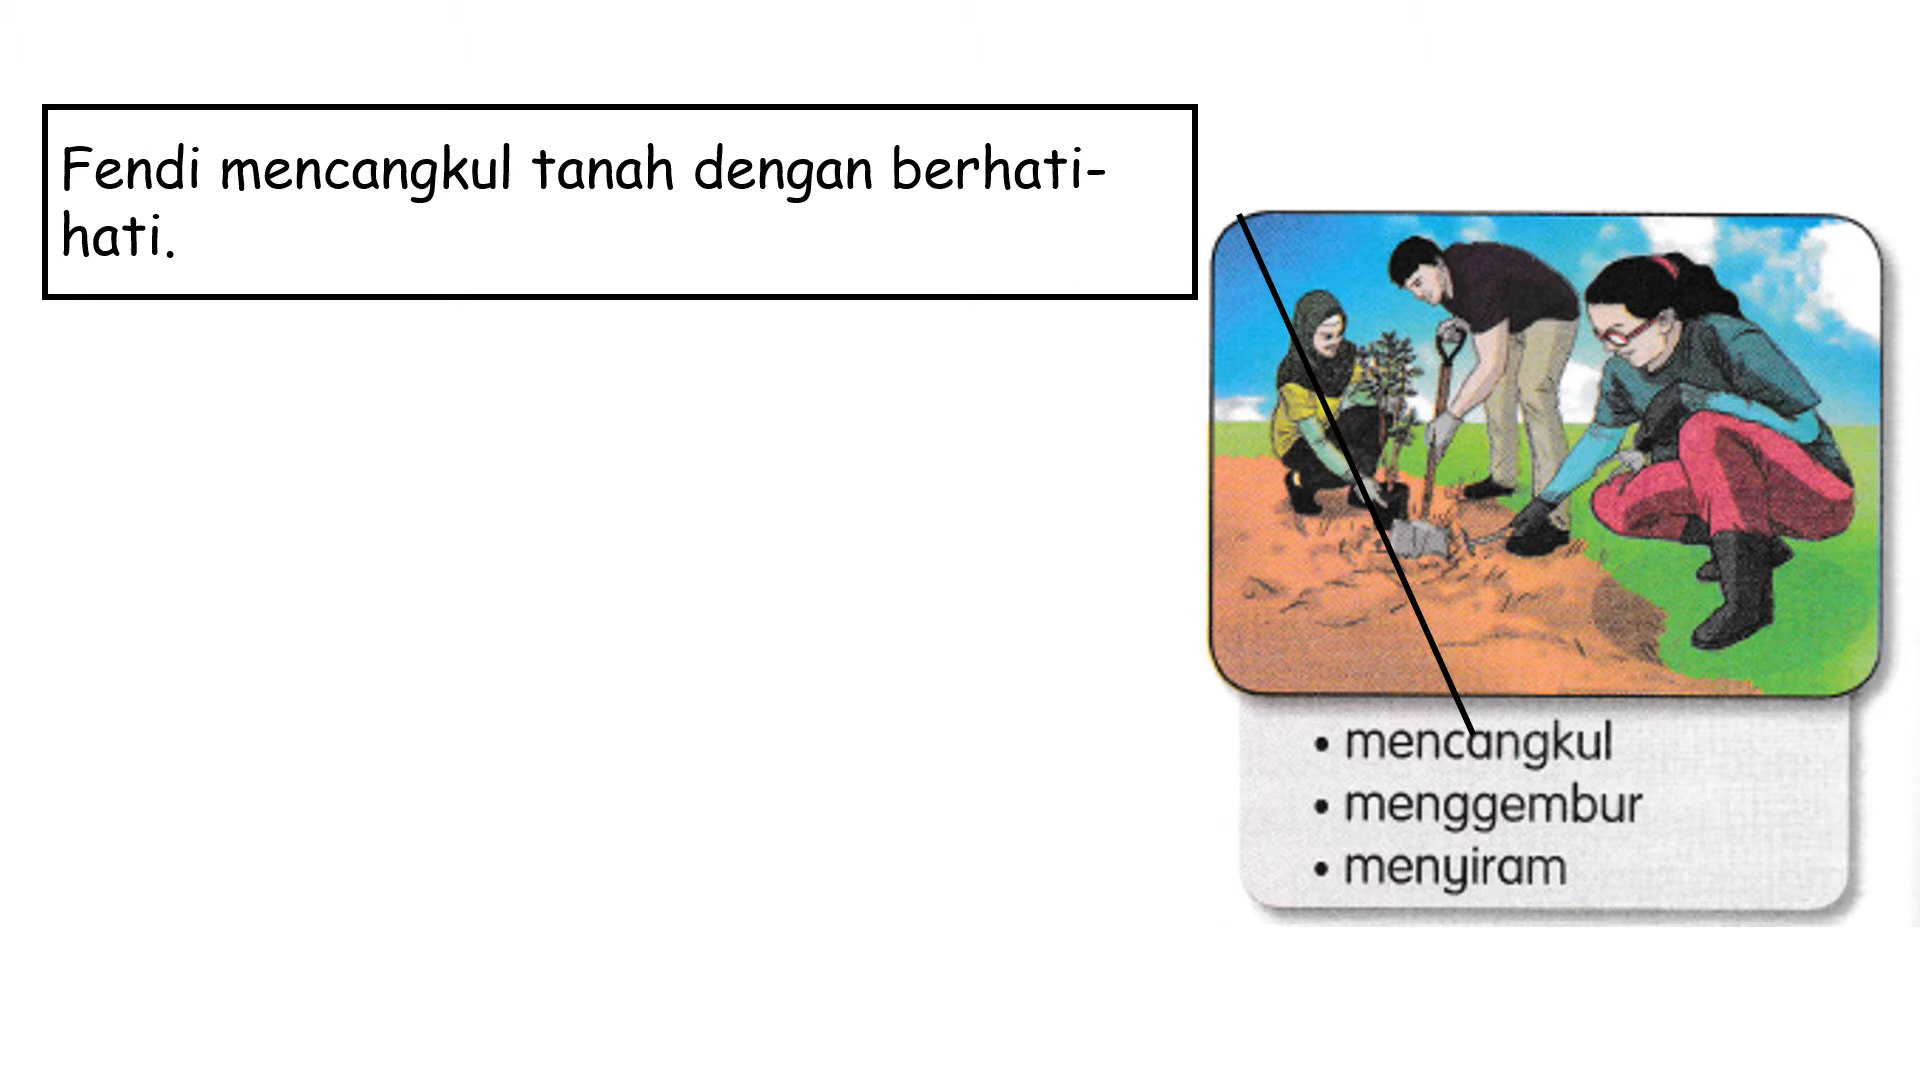 Fendi mencangkul tanah dengan berhati-
hati.
• mencangkul
• menggembur
• menyiram